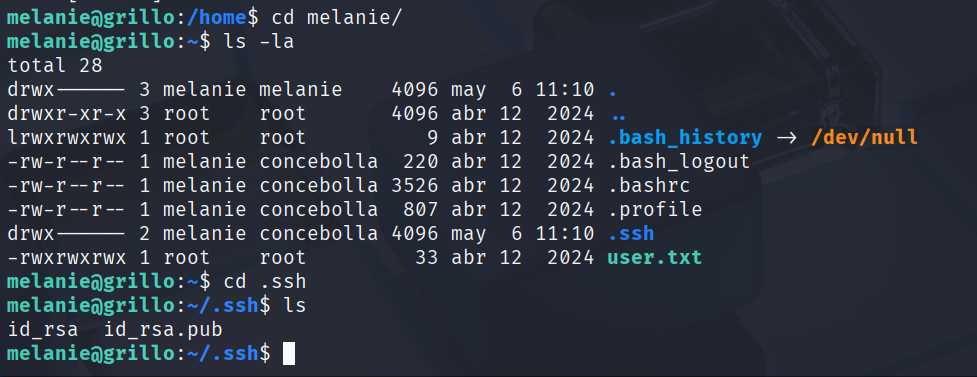 melanie@grillo:/home$ cd melanie/
melanie@grillo:~$ ls -la
total 28
drwx------ 3 melanie melanie    4096 may  6 11:10 .
drwxr-xr-x 3 root    root       4096 abr 12  2024 ..
lrwxrwxrwx 1 root    root          9 abr 12  2024 .bash_history -> /dev/null
-rw-r--r-- 1 melanie concebolla  220 abr 12  2024 .bash_logout
-rw-r--r-- 1 melanie concebolla 3526 abr 12  2024 .bashrc
-rw-r--r-- 1 melanie concebolla  807 abr 12  2024 .profile
drwx------ 2 melanie concebolla 4096 may  6 11:10 .ssh
-rwxrwxrwx 1 root    root         33 abr 12  2024 user.txt
melanie@grillo:~$ cd .ssh
melanie@grillo:~/.ssh$ ls
id_rsa  id_rsa.pub
melanie@grillo:~/.ssh$